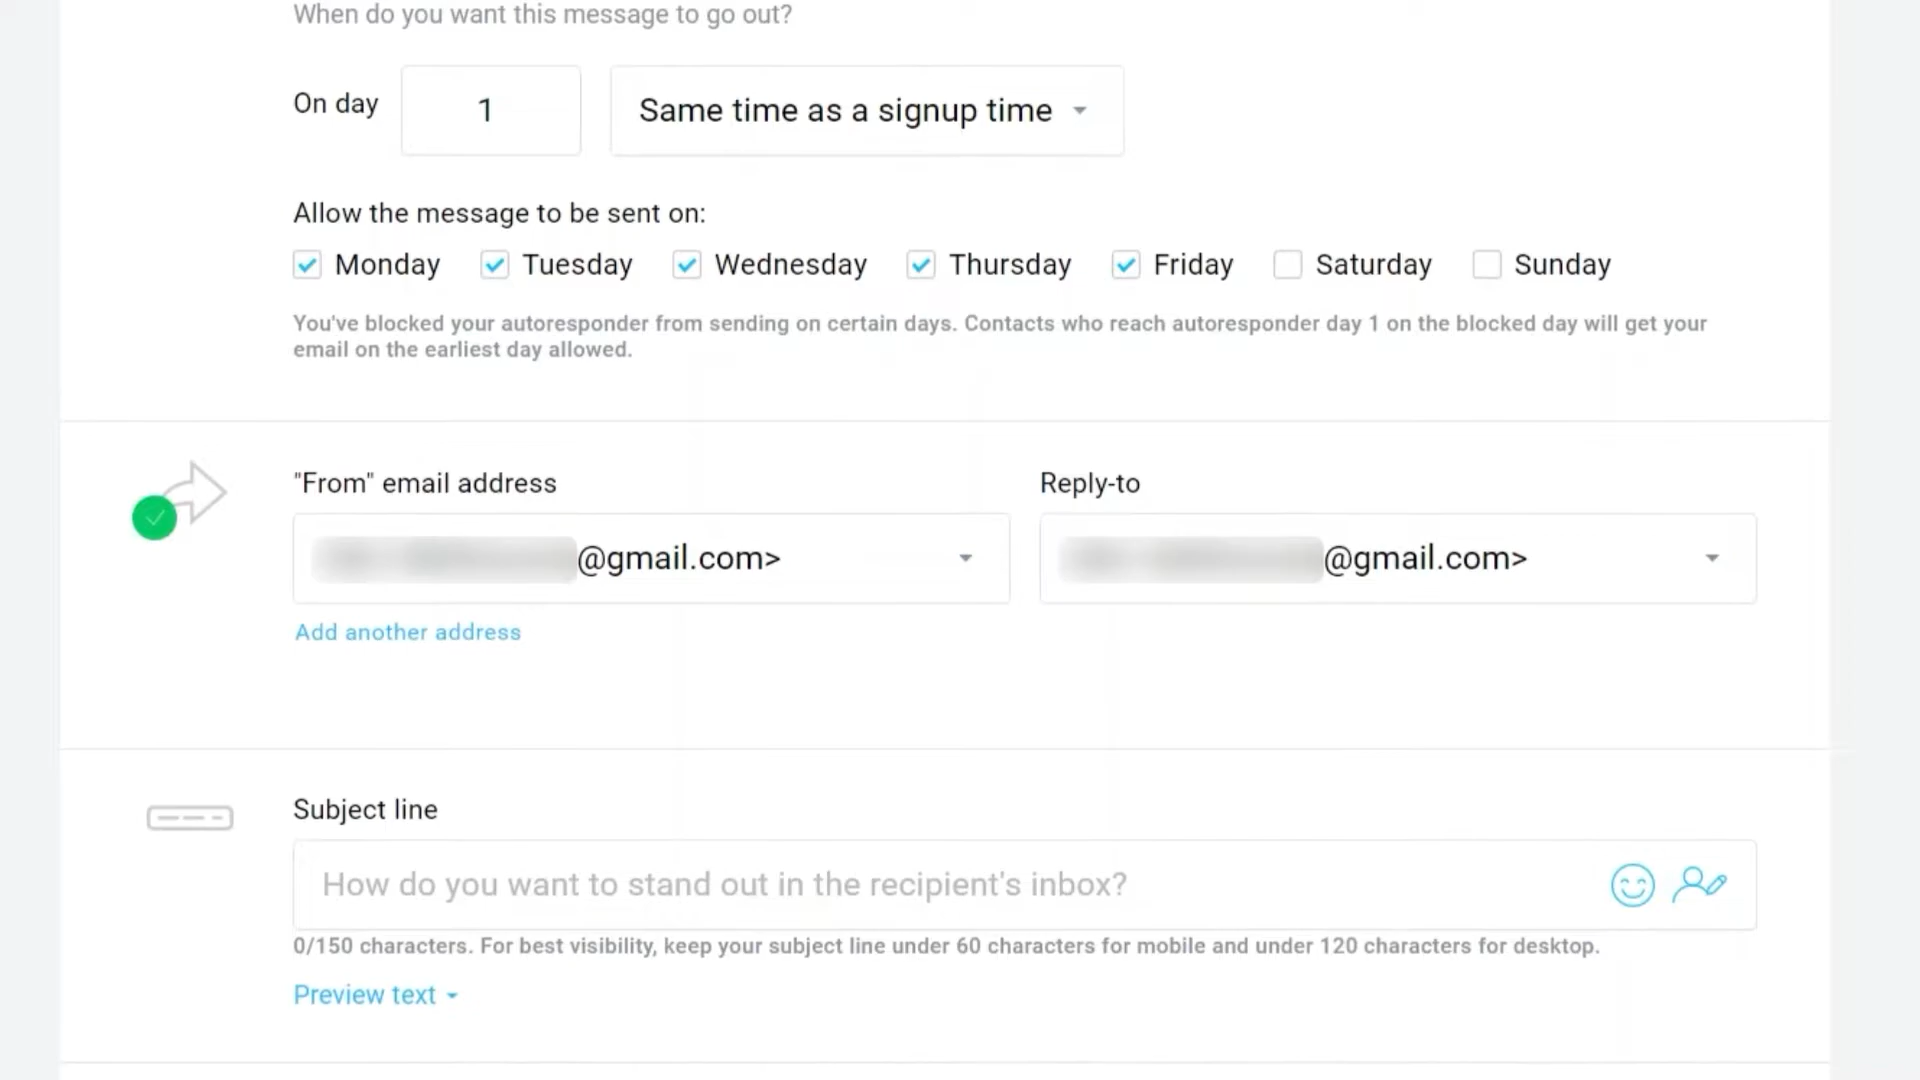 When do you want this message to go out?
On day 1 Same time as a signup time
Allow the message to be sent on:
Monday Tuesday Wednesday Thursday Friday Saturday Sunday
You've blocked your autoresponder from sending on certain days. Contacts who reach autoresponder day 1 on the blocked day will get your
email on the earliest day allowed.
"From" email address Reply-to
@gmail.com> @gmail.com>
Add another address
Subject line
How do you want to stand out in the recipient's inbox?
0/150 characters. For best visibility, keep your subject line under 60 characters for mobile and under 120 characters for desktop.
Preview text